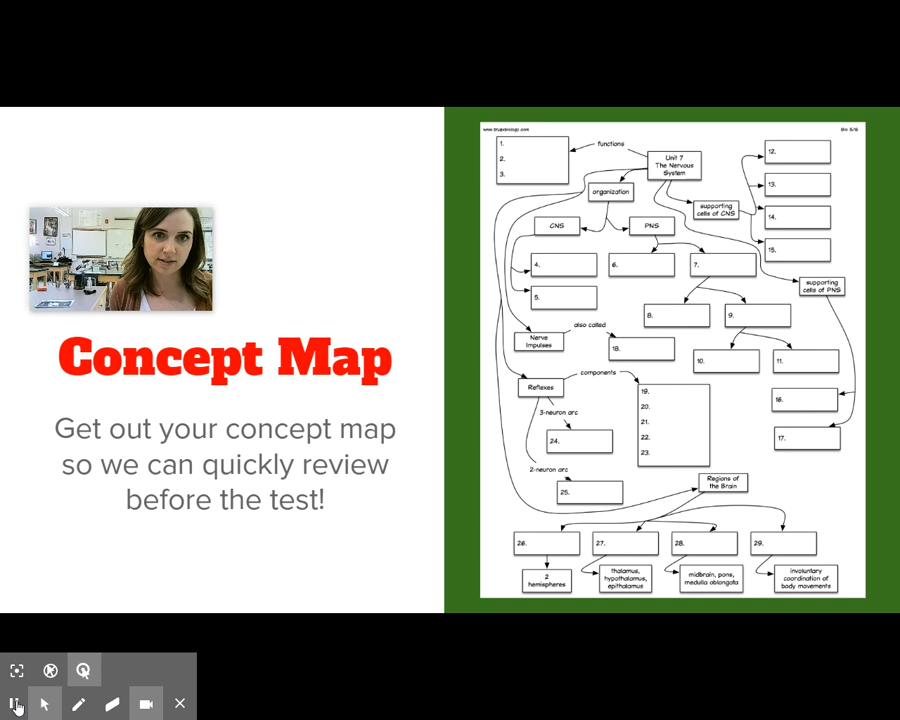 Concept Map
Get out your concept map
so we can quickly review
before the test!
www.bruyebiology.com
Bio 5/6
1.
2.
3.
functions
Unit 7
The Nervous
System
organization
CNS
PNS
supporting
cells of CNS
12.
13.
14.
15.
4.
5.
6.
7.
supporting
cells of PNS
8.
9.
10.
11.
16.
17.
Nerve
Impulses
also called
18.
Reflexes
components
19.
20.
21.
22.
23.
3-neuron arc
24.
2-neuron arc
25.
Regions of
the Brain
26.
27.
28.
29.
2
hemispheres
thalamus,
hypothalamus,
epithalamus
midbrain, pons,
medulla oblongata
involuntary
coordination of
body movements